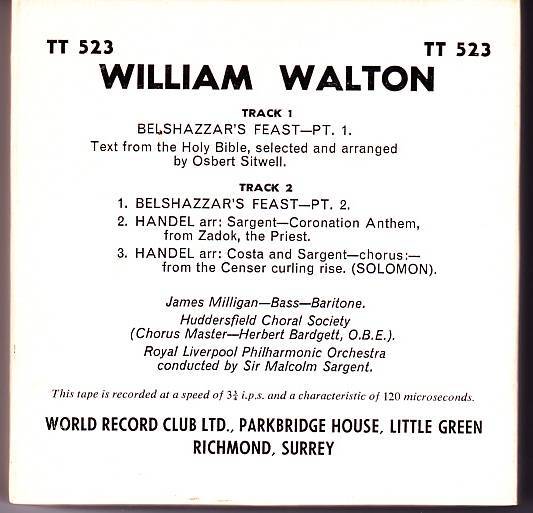 TT 523 TT 523
WILLIAM WALTON
TRACK 1
BELSHAZZAR'S FEAST—PT. 1.
Text from the Holy Bible, selected and arranged
by Osbert Sitwell.
TRACK 2
1. BELSHAZZAR'S FEAST—PT. 2.
2. HANDEL arr: Sargent—Coronation Anthem,
from Zadok, the Priest.
3. HANDEL arr: Costa and Sargent—chorus:—
from the Censer curling rise. (SOLOMON).
James Milligan—Bass—Baritone.
Huddersfield Choral Society
(Chorus Master—Herbert Bardgett, O.B.E.).
Royal Liverpool Philharmonic Orchestra
conducted by Sir Malcolm Sargent.
This tape is recorded at a speed of 3¾ i.p.s. and a characteristic of 120 microseconds.
WORLD RECORD CLUB LTD., PARKBRIDGE HOUSE, LITTLE GREEN
RICHMOND, SURREY